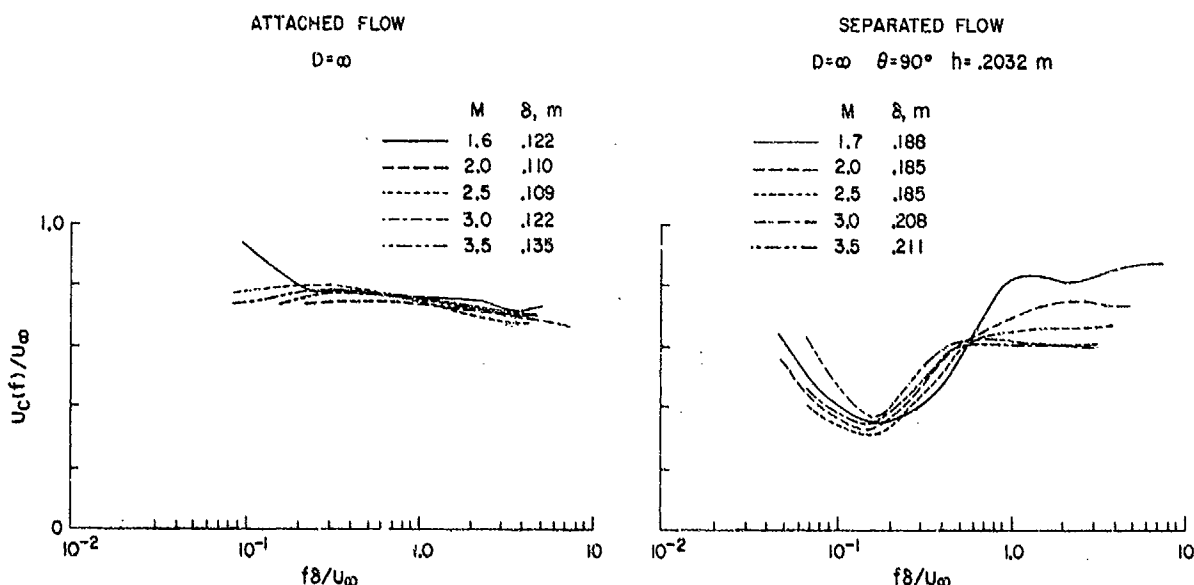 ATTACHED FLOW
D=∞
M δ, m
1.6 .122
2.0 .110
2.5 .109
3.0 .122
3.5 .135
1.0
0
U_C(f)/U_∞
10⁻² 10⁻¹ 1.0 10
fδ/U_∞
SEPARATED FLOW
D=∞ θ=90° h=.2032 m
M δ, m
1.7 .188
2.0 .185
2.5 .185
3.0 .208
3.5 .211
10⁻² 10⁻¹ 1.0 10
fδ/U_∞